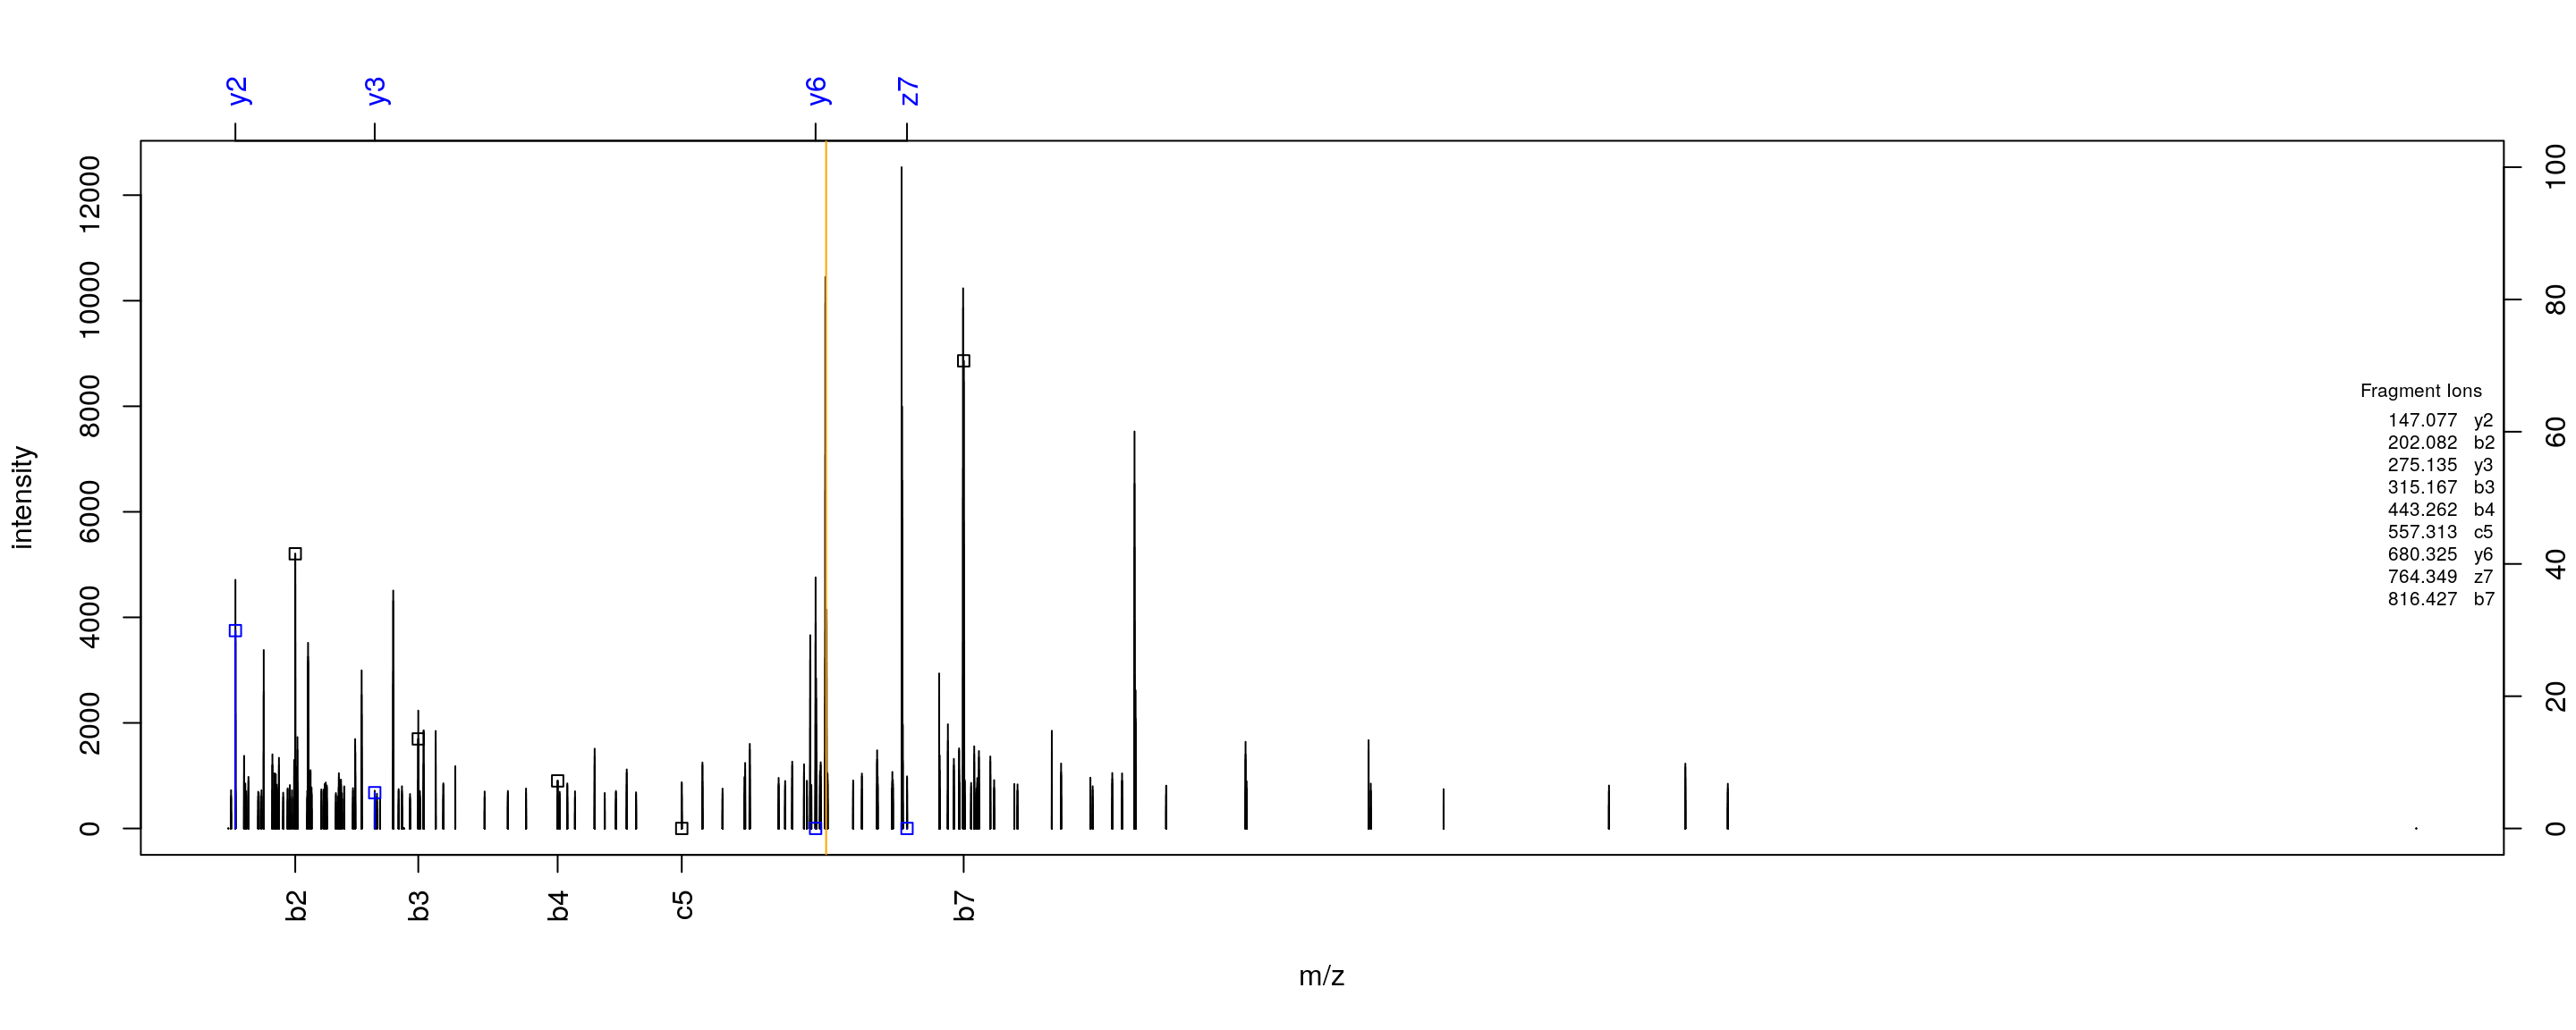 y2 y3 y6 z7
12000
10000
8000
6000
4000
2000
0
intensity
100
80
60
40
20
0
Fragment Ions
147.077 y2
202.082 b2
275.135 y3
315.167 b3
443.262 b4
557.313 c5
680.325 y6
764.349 z7
816.427 b7
b2 b3 b4 c5 b7
m/z